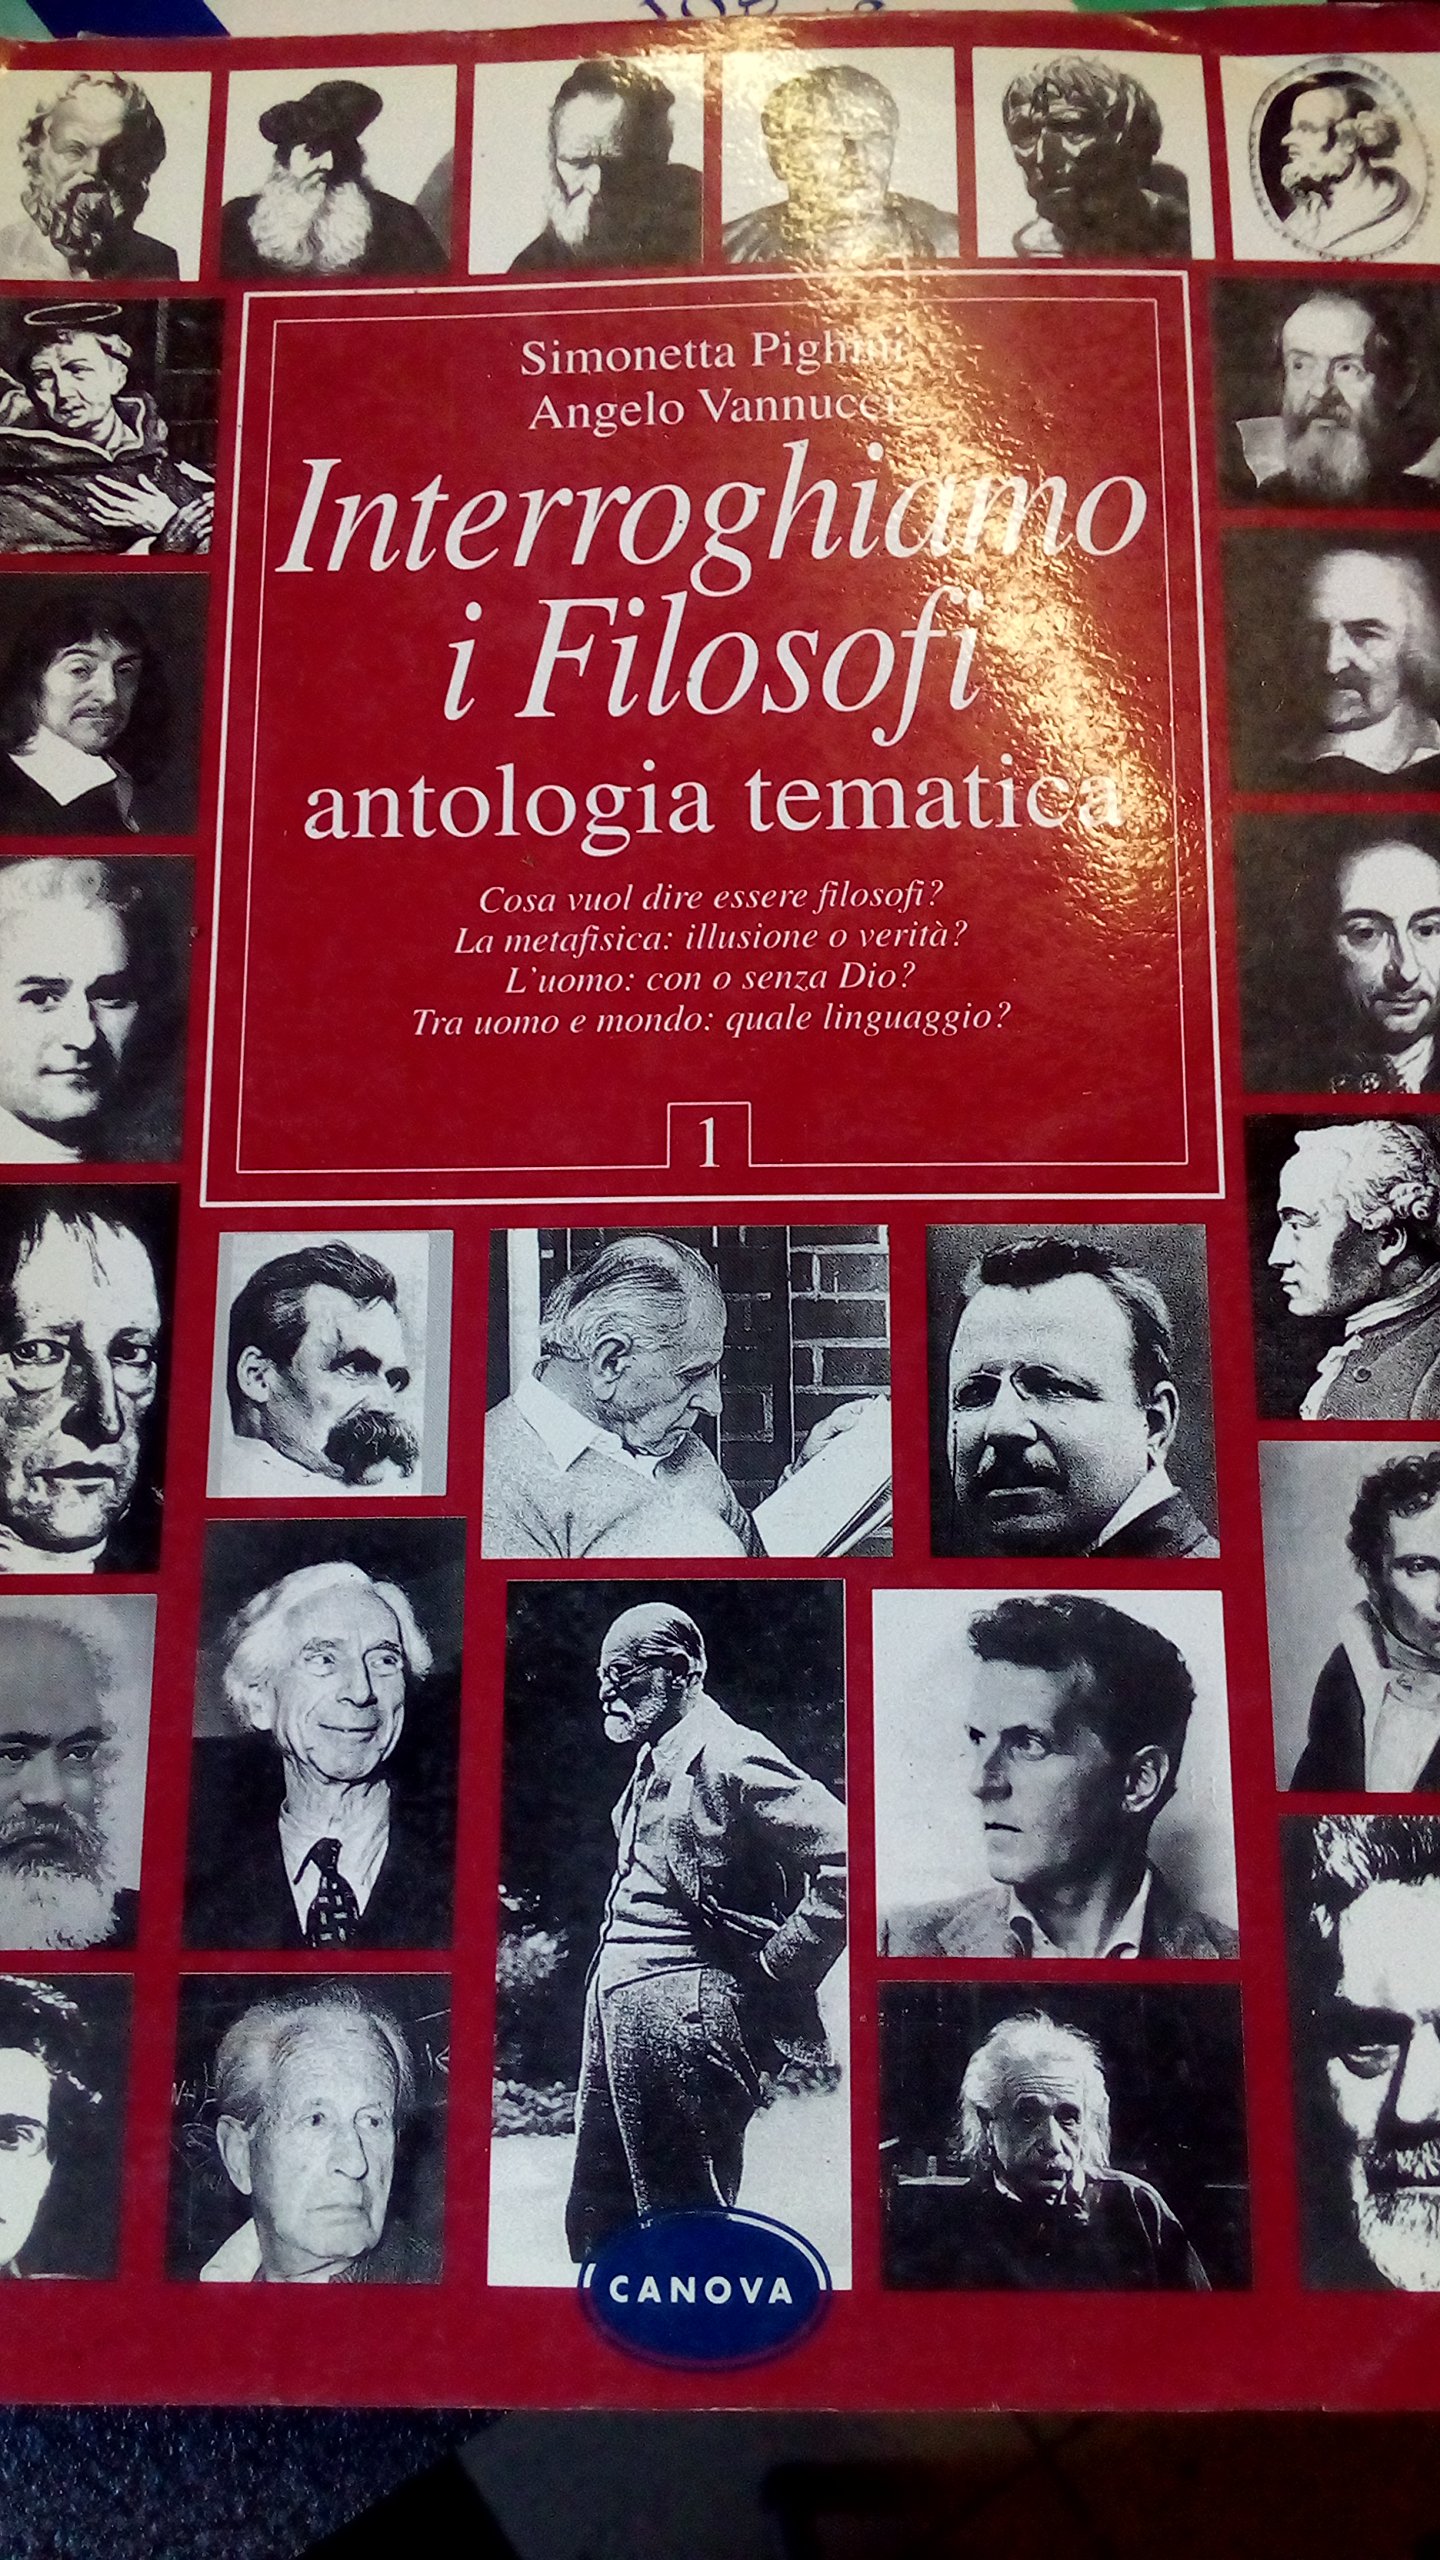 Simonetta
Angelo Vannucci
Interroghiamo
i Filosofi
antologia tematica
Cosa vuol dire essere filosofi?
La metafisica: illusione o verità?
L'uomo: con o senza Dio?
Tra uomo e mondo: quale linguaggio?
1
CANOVA